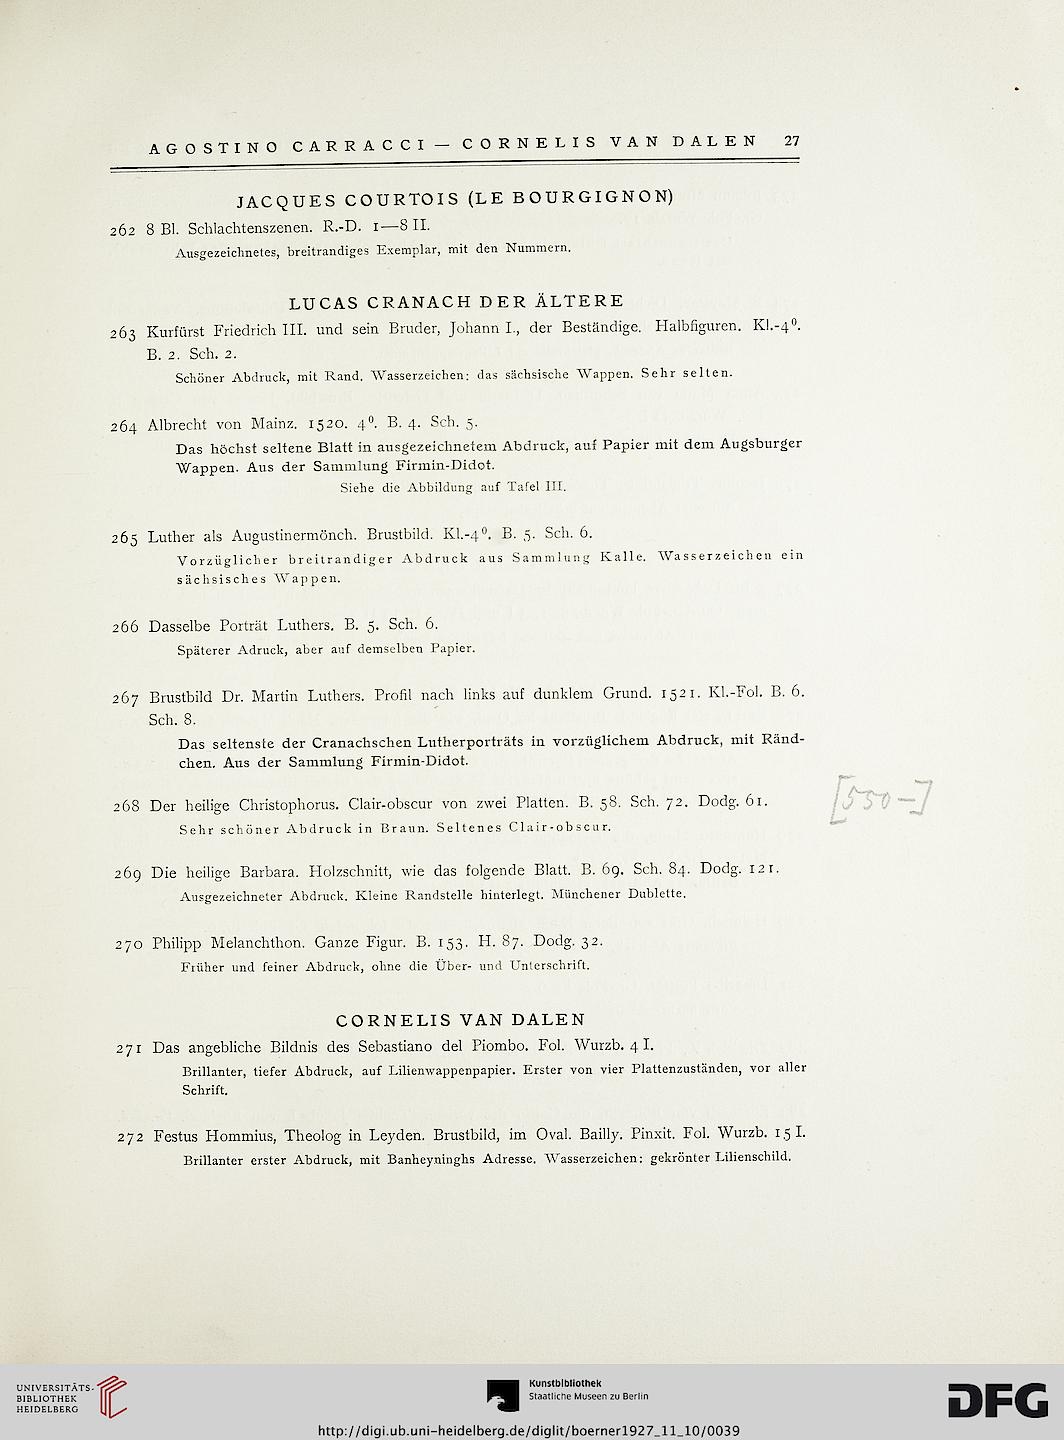 AGOSTINO CARRACCI — CORNELIS VAN DALEN 27
JACQUES COURTOIS (LE BOURGIGNON)
262 8 Bl. Schlachtenszenen. R.-D. 1—8 II.
Ausgezeichnetes, breitrandiges Exemplar, mit den Nummern.
LUCAS CRANACH DER ÄLTERE
263 Kurfürst Friedrich III. und sein Bruder, Johann I., der Beständige. Halbfiguren. Kl.-4⁰.
B. 2. Sch. 2.
Schöner Abdruck, mit Rand. Wasserzeichen: das sächsische Wappen. Sehr selten.
264 Albrecht von Mainz. 1520. 4⁰. B. 4. Sch. 5.
Das höchst seltene Blatt in ausgezeichnetem Abdruck, auf Papier mit dem Augsburger
Wappen. Aus der Sammlung Firmin-Didot.
Siehe die Abbildung auf Tafel III.
265 Luther als Augustinermönch. Brustbild. Kl.-4⁰. B. 5. Sch. 6.
Vorzüglicher breitrandiger Abdruck aus Sammlung Kalle. Wasserzeichen ein
sächsisches Wappen.
266 Dasselbe Porträt Luthers. B. 5. Sch. 6.
Späterer Adruck, aber auf demselben Papier.
267 Brustbild Dr. Martin Luthers. Profil nach links auf dunklem Grund. 1521. Kl.-Fol. B. 6.
Sch. 8.
Das seltenste der Cranachschen Lutherporträts in vorzüglichem Abdruck, mit Ränd-
chen. Aus der Sammlung Firmin-Didot.
268 Der heilige Christophorus. Clair-obscur von zwei Platten. B. 58. Sch. 72. Dodg. 61. [550-]
Sehr schöner Abdruck in Braun. Seltenes Clair-obscur.
269 Die heilige Barbara. Holzschnitt, wie das folgende Blatt. B. 69. Sch. 84. Dodg. 121.
Ausgezeichneter Abdruck. Kleine Randstelle hinterlegt. Münchener Dublette.
270 Philipp Melanchthon. Ganze Figur. B. 153. H. 87. Dodg. 32.
Früher und feiner Abdruck, ohne die Über- und Unterschrift.
CORNELIS VAN DALEN
271 Das angebliche Bildnis des Sebastiano del Piombo. Fol. Wurzb. 4 I.
Brillanter, tiefer Abdruck, auf Lilienwappenpapier. Erster von vier Plattenzuständen, vor aller
Schrift.
272 Festus Hommius, Theolog in Leyden. Brustbild, im Oval. Bailly. Pinxit. Fol. Wurzb. 15 I.
Brillanter erster Abdruck, mit Banheyninghs Adresse. Wasserzeichen: gekrönter Lilienschild.
UNIVERSITÄTS-
BIBLIOTHEK
HEIDELBERG
Kunstbibliothek
Staatliche Museen zu Berlin
DFG
http://digi.ub.uni-heidelberg.de/diglit/boerner1927_11_10/0039